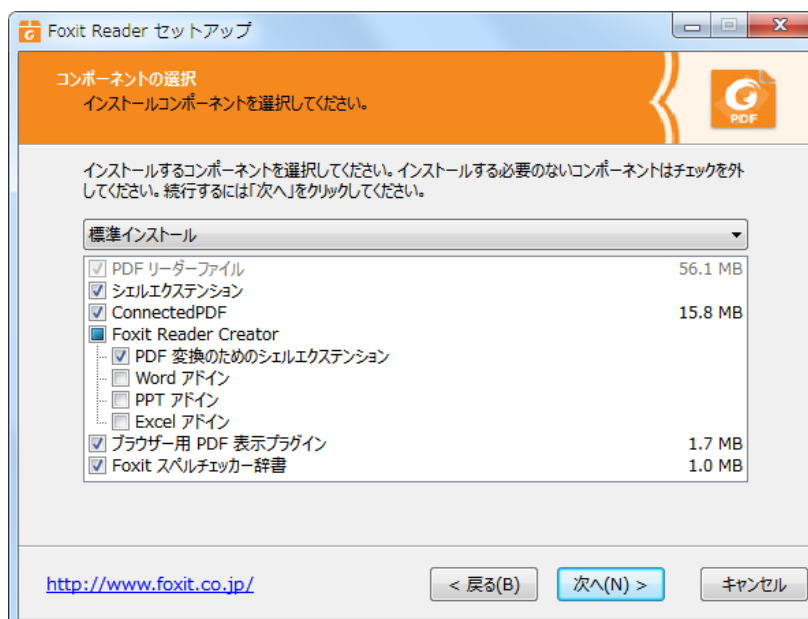 Foxit Reader セットアップ
コンポーネントの選択
インストールコンポーネントを選択してください。
PDF
インストールするコンポーネントを選択してください。インストールする必要のないコンポーネントはチェックを外
してください。続行するには「次へ」をクリックしてください。
標準インストール
PDF リーダーファイル 56.1 MB
シェルエクステンション
ConnectedPDF 15.8 MB
Foxit Reader Creator
PDF 変換のためのシェルエクステンション
Word アドイン
PPT アドイン
Excel アドイン
ブラウザー用 PDF 表示プラグイン 1.7 MB
Foxit スペルチェッカー辞書 1.0 MB
http://www.foxit.co.jp/ < 戻る(B) 次へ(N) > キャンセル